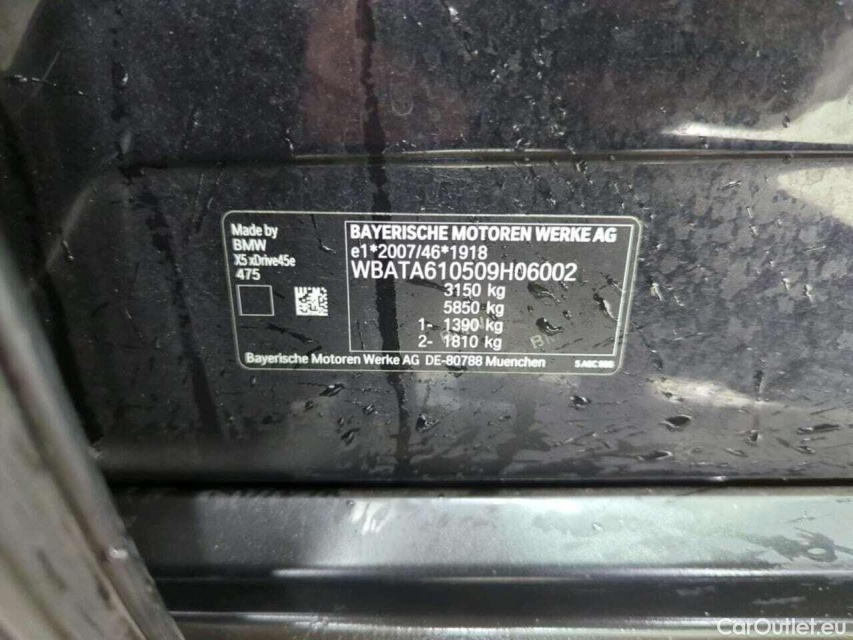 Made by
BMW
X5 xDrive45e
475
BAYERISCHE MOTOREN WERKE AG
e1*2007/46*1918
WBATA610509H06002
3150 kg
5850 kg
1- 1390 kg
2- 1810 kg
Bayerische Motoren Werke AG DE-80788 Muenchen
CarOutlet.eu